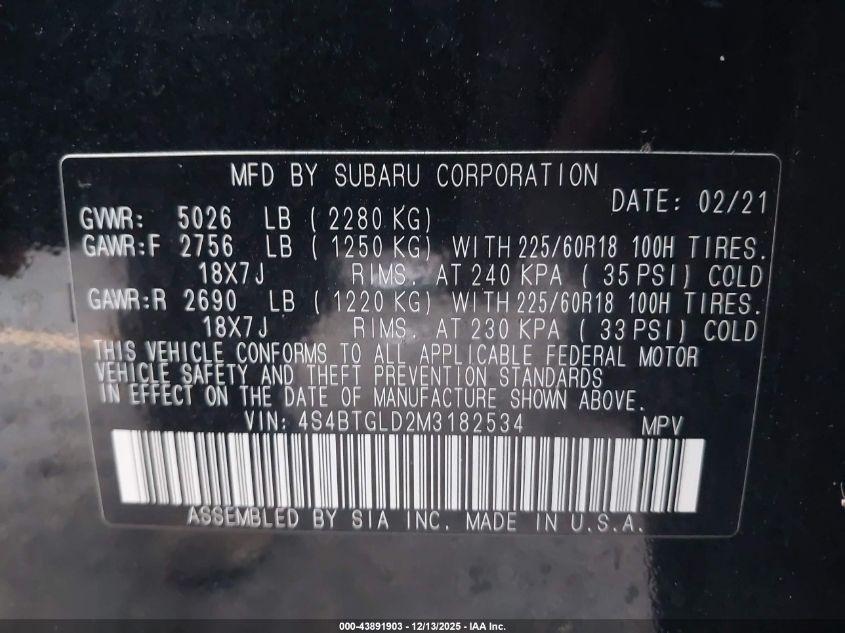 MFD BY SUBARU CORPORATION
DATE: 02/21
GVWR: 5026 LB ( 2280 KG)
GAWR:F 2756 LB ( 1250 KG) WITH 225/60R18 100H TIRES.
18X7J RIMS. AT 240 KPA ( 35 PSI) COLD
GAWR:R 2690 LB ( 1220 KG) WITH 225/60R18 100H TIRES.
18X7J RIMS. AT 230 KPA ( 33 PSI) COLD
THIS VEHICLE CONFORMS TO ALL APPLICABLE FEDERAL MOTOR
VEHICLE SAFETY AND THEFT PREVENTION STANDARDS
IN EFFECT ON THE DATE OF MANUFACTURE SHOWN ABOVE.
VIN: 4S4BTGLD2M3182534 MPV
ASSEMBLED BY SIA INC. MADE IN U.S.A.
000-43891903 - 12/13/2025 - IAA Inc.